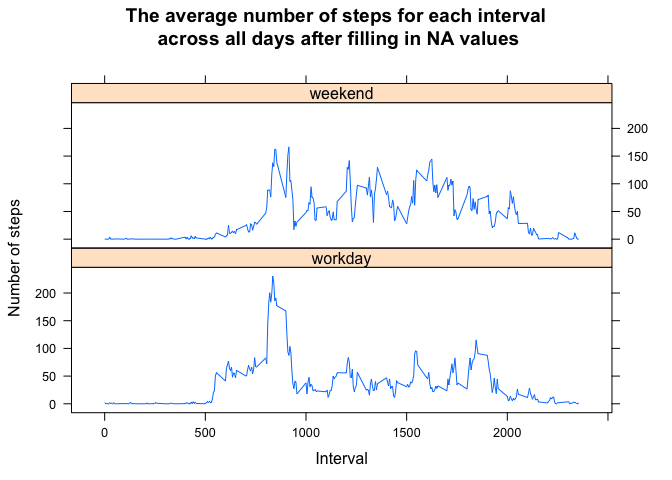 The average number of steps for each interval
across all days after filling in NA values
weekend
200
150
100
50
0
workday
200
150
100
50
0
0 500 1000 1500 2000
Number of steps
Interval